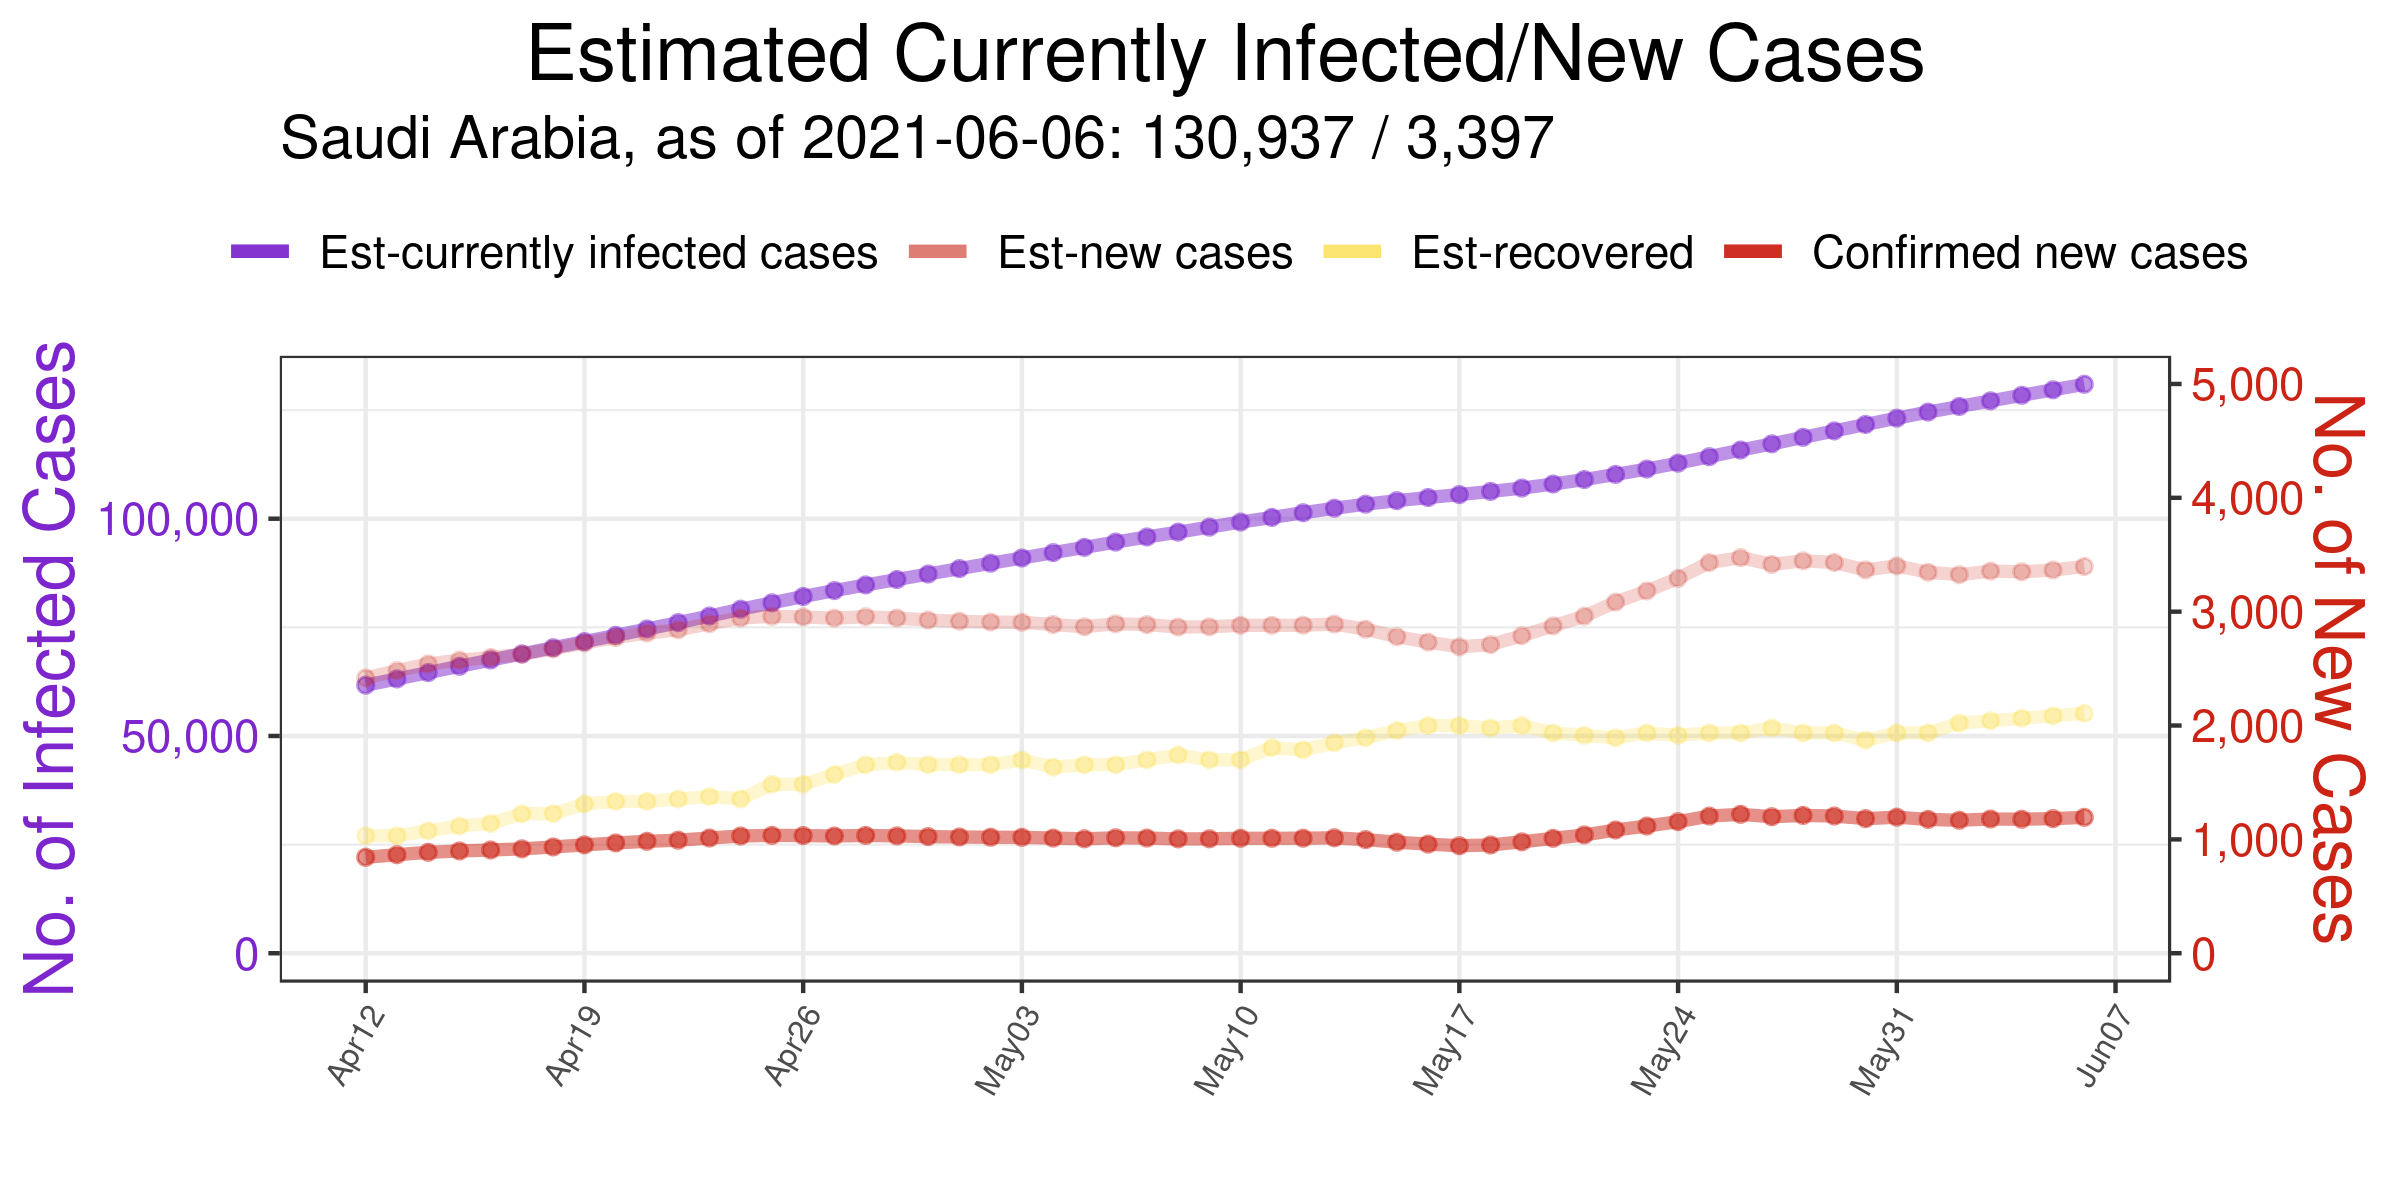 Estimated Currently Infected/New Cases
Saudi Arabia, as of 2021-06-06: 130,937 / 3,397
Est-currently infected cases Est-new cases Est-recovered Confirmed new cases
No. of Infected Cases
100,000
50,000
0
5,000
4,000
3,000
2,000
1,000
0
No. of New Cases
Apr12 Apr19 Apr26 May03 May10 May17 May24 May31 Jun07